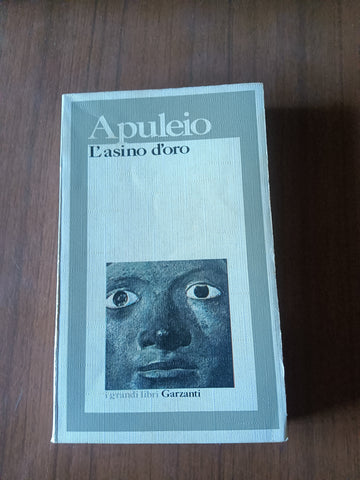 Apuleio
L'asino d'oro
i grandi libri Garzanti